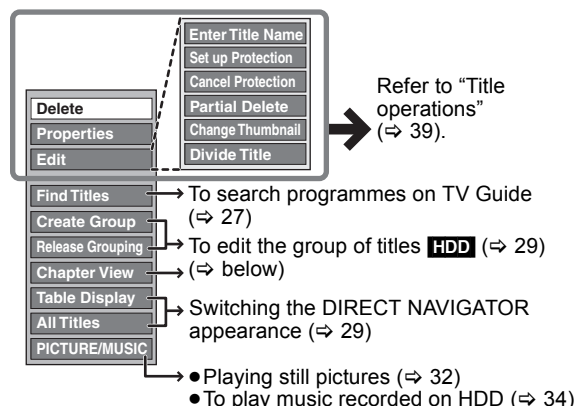 Enter Title Name
Set up Protection
Cancel Protection
Partial Delete
Change Thumbnail
Divide Title
Refer to “Title
operations”
(⇨ 39).
Delete
Properties
Edit
Find Titles
Create Group
Release Grouping
Chapter View
Table Display
All Titles
PICTURE/MUSIC
To search programmes on TV Guide
(⇨ 27)
To edit the group of titles HDD (⇨ 29)
(⇨ below)
Switching the DIRECT NAVIGATOR
appearance (⇨ 29)
●Playing still pictures (⇨ 32)
●To play music recorded on HDD (⇨ 34)